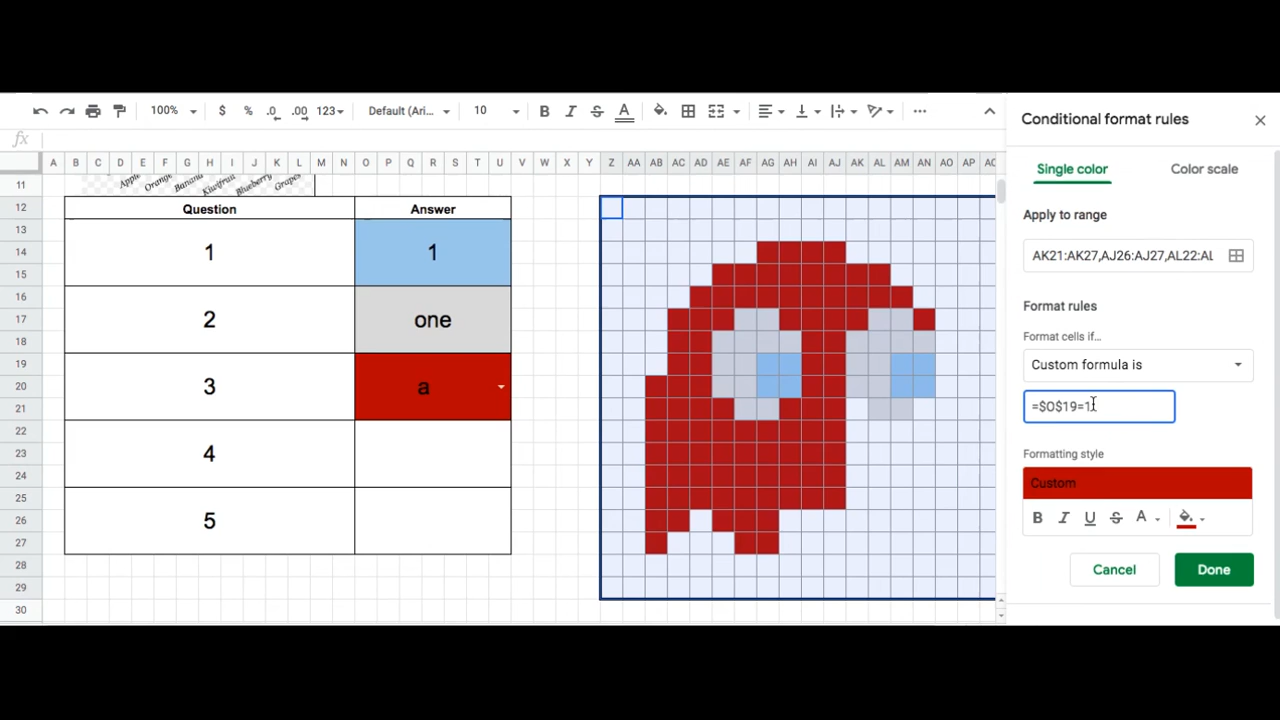 100% $ % .0 .00 123 Default (Ari... 10 B I S A ...
fx
A B C D E F G H I J K L M N O P Q R S T U V W X Y Z AA AB AC AD AE AF AG AH AI AJ AK AL AM AN AO AP AQ
11 Apple Orange Banana Kiwifruit Blueberry Grapes
12 Question Answer
13
14 1 1
15
16
17 2 one
18
19
20 3 a
21
22
23 4
24
25
26 5
27
28
29
30
Conditional format rules
Single color Color scale
Apply to range
AK21:AK27,AJ26:AJ27,AL22:AL
Format rules
Format cells if…
Custom formula is
=$O$19=1
Formatting style
Custom
B I U S A
Cancel Done